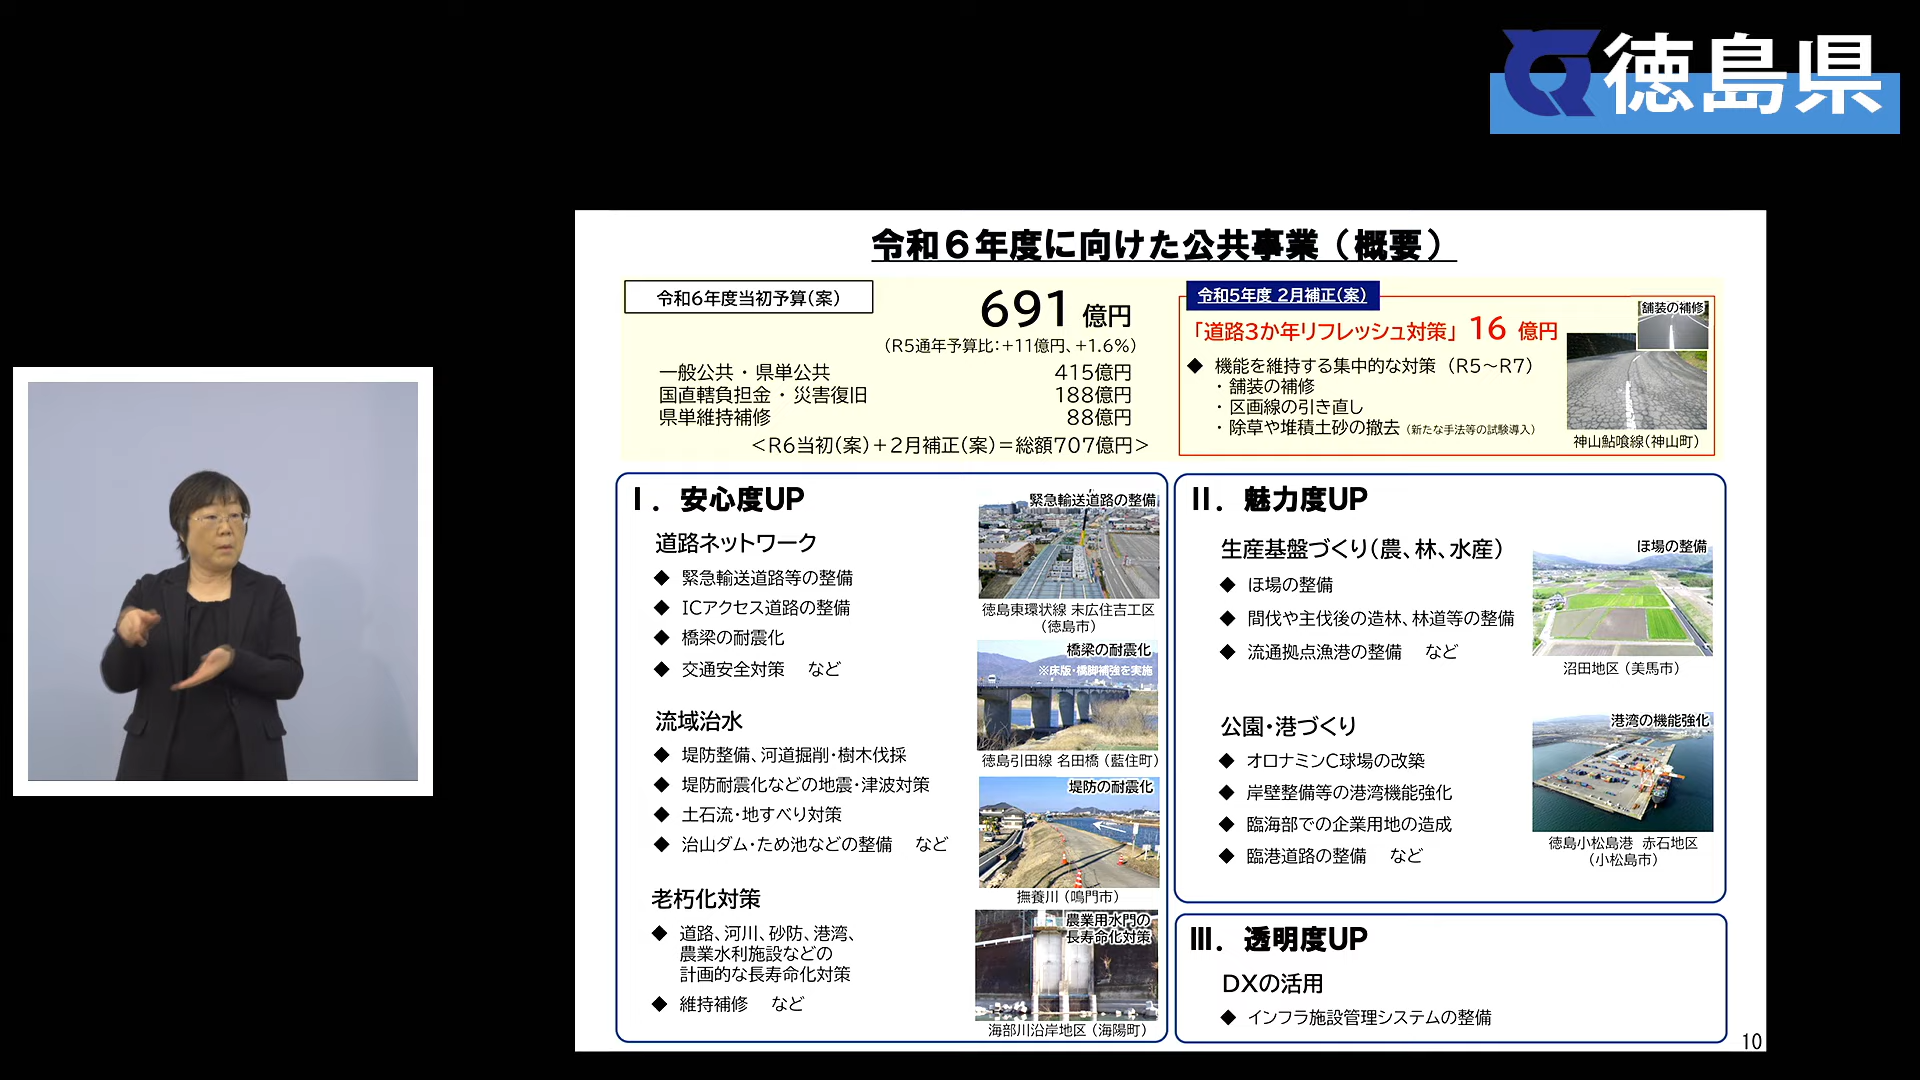 徳島県
令和６年度に向けた公共事業（概要）
令和6年度当初予算（案）
691 億円
（R5通年予算比：+11億円、+1.6％）
一般公共・県単公共 415億円
国直轄負担金・災害復旧 188億円
県単維持補修 88億円
＜R6当初（案）＋２月補正（案）＝総額707億円＞
令和5年度 2月補正（案）
「道路３か年リフレッシュ対策」 16 億円
◆ 機能を維持する集中的な対策 （R5～R7）
・舗装の補修
・区画線の引き直し
・除草や堆積土砂の撤去（新たな手法等の試験導入）
舗装の補修
神山鮎喰線（神山町）
Ⅰ．安心度UP
道路ネットワーク
◆ 緊急輸送道路等の整備
◆ ICアクセス道路の整備
◆ 橋梁の耐震化
◆ 交通安全対策 など
流域治水
◆ 堤防整備、河道掘削・樹木伐採
◆ 堤防耐震化などの地震・津波対策
◆ 土石流・地すべり対策
◆ 治山ダム・ため池などの整備 など
老朽化対策
◆ 道路、河川、砂防、港湾、
農業水利施設などの
計画的な長寿命化対策
◆ 維持補修 など
緊急輸送道路の整備
徳島東環状線 末広住吉工区
（徳島市）
橋梁の耐震化
※床版・橋脚補強を実施
徳島引田線 名田橋（藍住町）
堤防の耐震化
撫養川（鳴門市）
農業用水門の
長寿命化対策
海部川沿岸地区（海陽町）
Ⅱ．魅力度UP
生産基盤づくり（農、林、水産）
◆ ほ場の整備
◆ 間伐や主伐後の造林、林道等の整備
◆ 流通拠点漁港の整備 など
ほ場の整備
沼田地区（美馬市）
公園・港づくり
◆ オロナミンC球場の改築
◆ 岸壁整備等の港湾機能強化
◆ 臨海部での企業用地の造成
◆ 臨港道路の整備 など
港湾の機能強化
徳島小松島港 赤石地区
（小松島市）
Ⅲ．透明度UP
DXの活用
◆ インフラ施設管理システムの整備
10